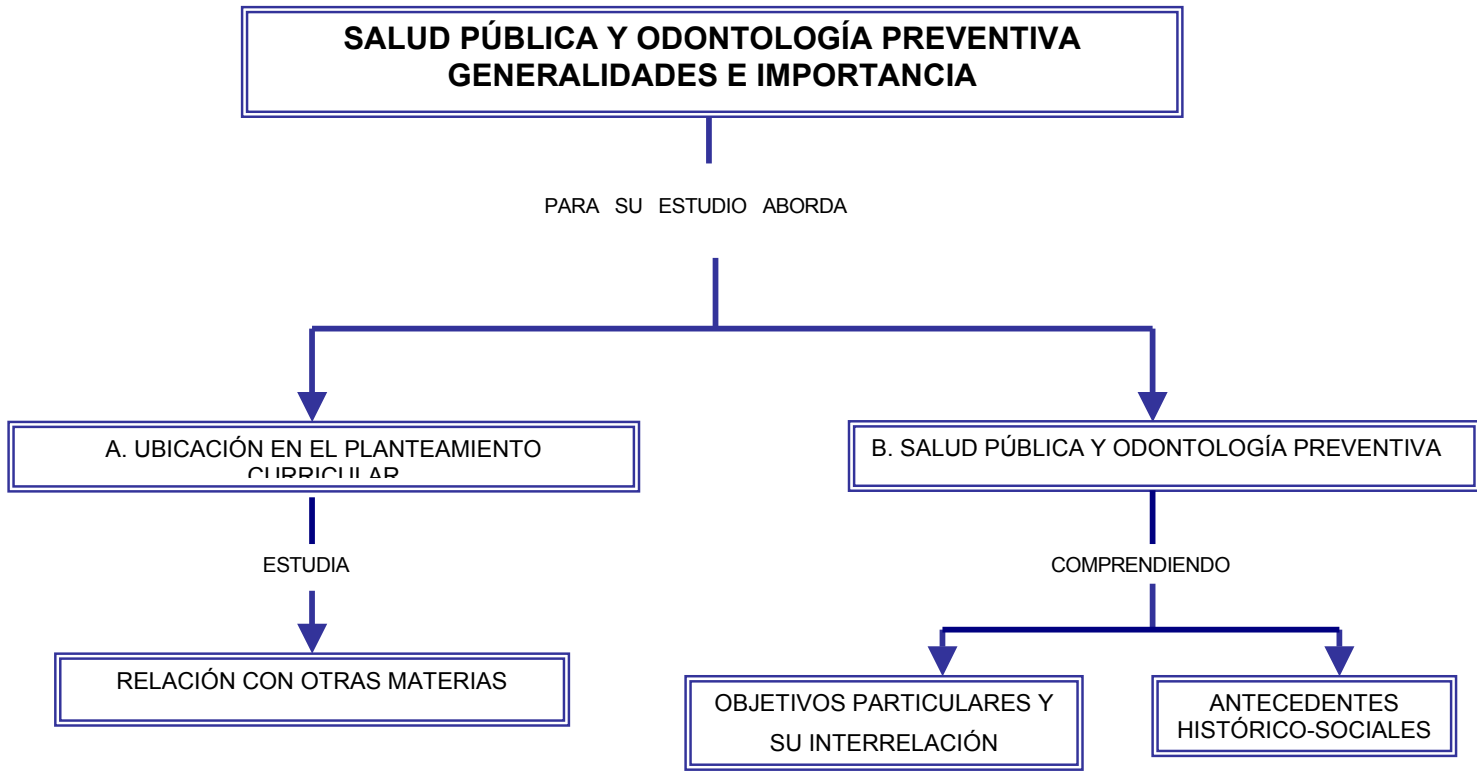 SALUD PÚBLICA Y ODONTOLOGÍA PREVENTIVA
GENERALIDADES E IMPORTANCIA
PARA SU ESTUDIO ABORDA
A. UBICACIÓN EN EL PLANTEAMIENTO
CURRICULAR
B. SALUD PÚBLICA Y ODONTOLOGÍA PREVENTIVA
ESTUDIA
COMPRENDIENDO
RELACIÓN CON OTRAS MATERIAS
OBJETIVOS PARTICULARES Y
SU INTERRELACIÓN
ANTECEDENTES
HISTÓRICO-SOCIALES